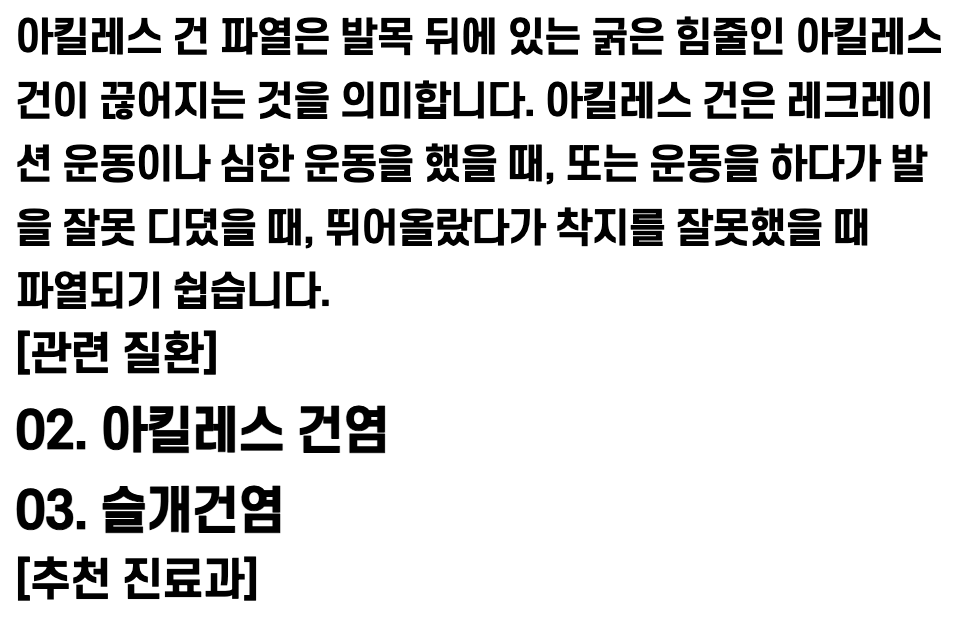 아킬레스 건 파열은 발목 뒤에 있는 굵은 힘줄인 아킬레스
건이 끊어지는 것을 의미합니다. 아킬레스 건은 레크레이
션 운동이나 심한 운동을 했을 때, 또는 운동을 하다가 발
을 잘못 디뎠을 때, 뛰어올랐다가 착지를 잘못했을 때
파열되기 쉽습니다.
[관련 질환]
02. 아킬레스 건염
03. 슬개건염
[추천 진료과]